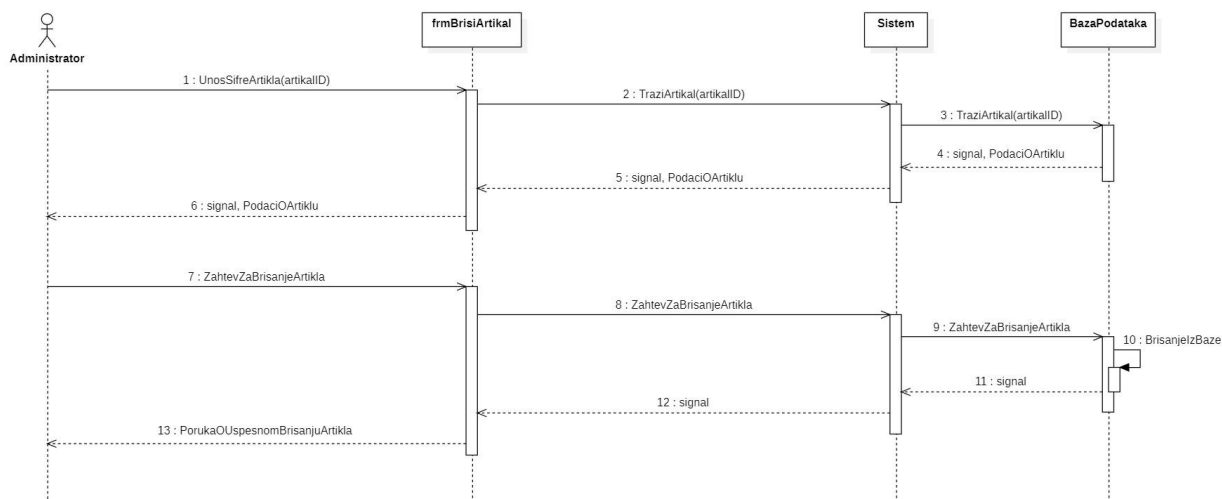 Administrator
frmBrisiArtikal
Sistem
BazaPodataka
1 : UnosSifreArtikla(artikalID)
2 : TraziArtikal(artikalID)
3 : TraziArtikal(artikalID)
4 : signal, PodaciOArtiklu
5 : signal, PodaciOArtiklu
6 : signal, PodaciOArtiklu
7 : ZahtevZaBrisanjeArtikla
8 : ZahtevZaBrisanjeArtikla
9 : ZahtevZaBrisanjeArtikla
10 : BrisanjeIzBaze
11 : signal
12 : signal
13 : PorukaOUspesnomBrisanjuArtikla